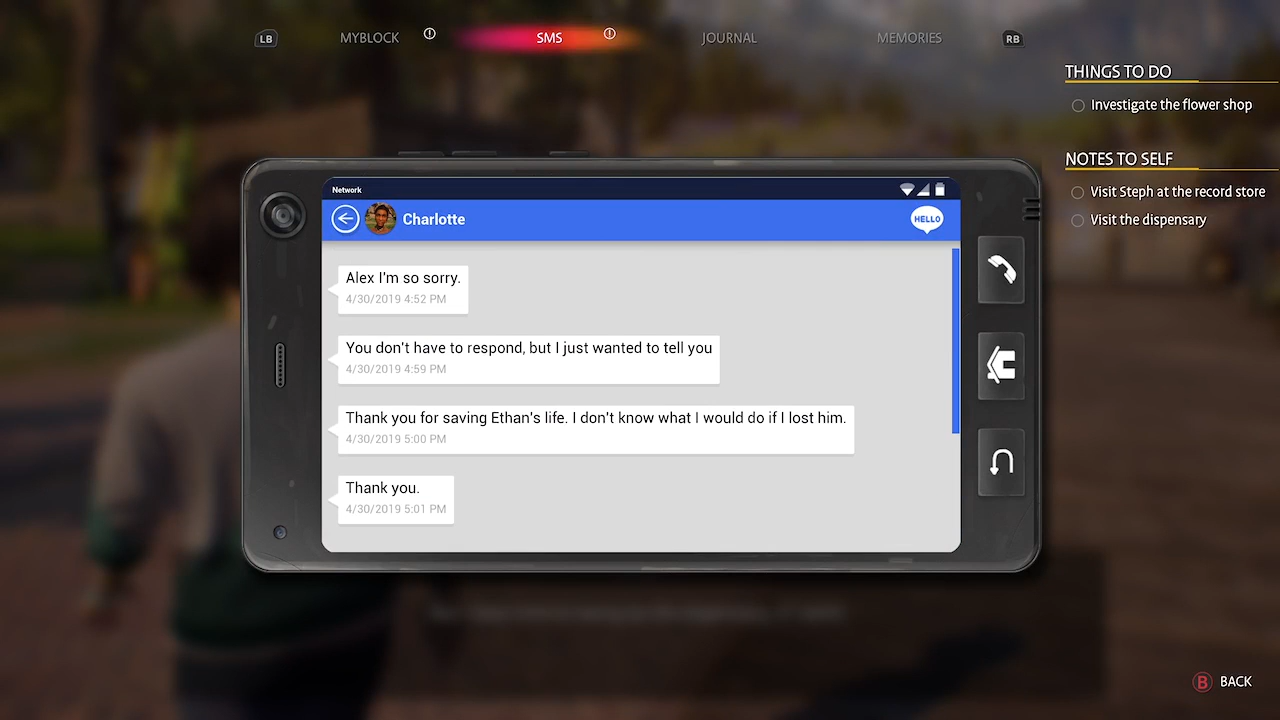 LB
MYBLOCK
SMS
JOURNAL
MEMORIES
RB
THINGS TO DO
Investigate the flower shop
NOTES TO SELF
Visit Steph at the record store
Visit the dispensary
Network
Charlotte
HELLO
Alex I'm so sorry.
4/30/2019 4:52 PM
You don't have to respond, but I just wanted to tell you
4/30/2019 4:59 PM
Thank you for saving Ethan's life. I don't know what I would do if I lost him.
4/30/2019 5:00 PM
Thank you.
4/30/2019 5:01 PM
B BACK